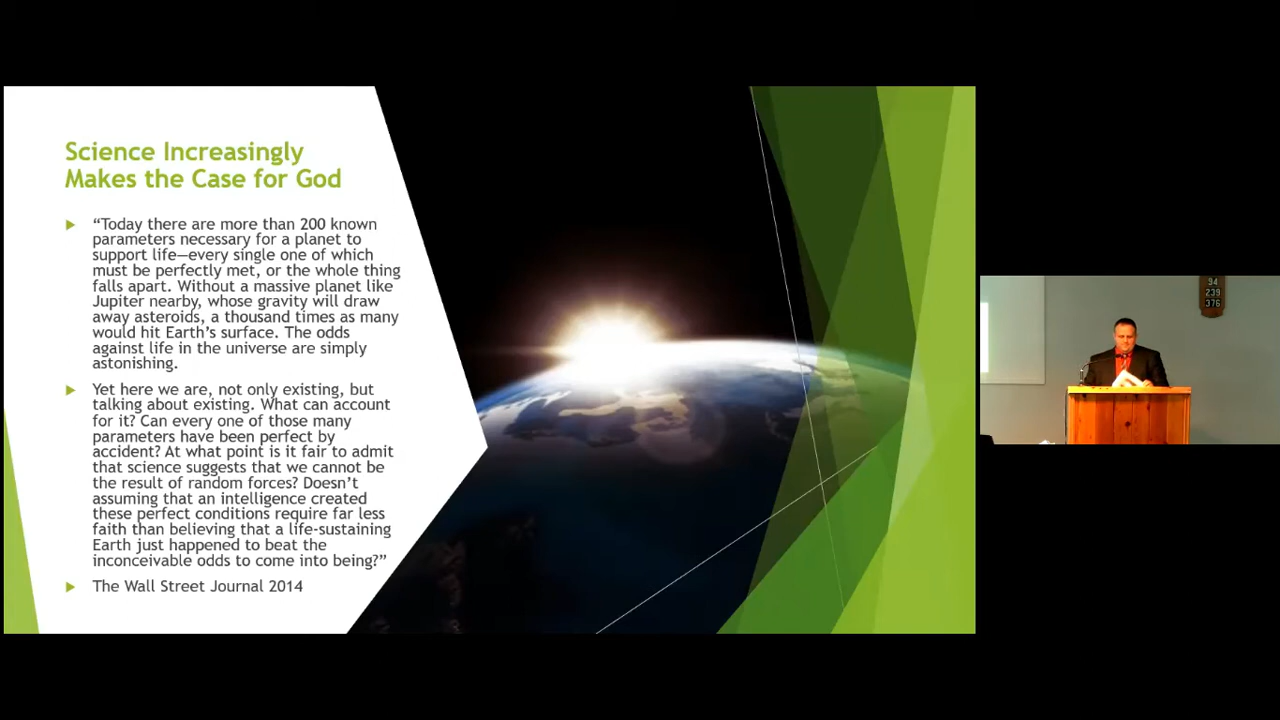 Science Increasingly
Makes the Case for God
“Today there are more than 200 known
parameters necessary for a planet to
support life—every single one of which
must be perfectly met, or the whole thing
falls apart. Without a massive planet like
Jupiter nearby, whose gravity will draw
away asteroids, a thousand times as many
would hit Earth’s surface. The odds
against life in the universe are simply
astonishing.
Yet here we are, not only existing, but
talking about existing. What can account
for it? Can every one of those many
parameters have been perfect by
accident? At what point is it fair to admit
that science suggests that we cannot be
the result of random forces? Doesn’t
assuming that an intelligence created
these perfect conditions require far less
faith than believing that a life-sustaining
Earth just happened to beat the
inconceivable odds to come into being?”
The Wall Street Journal 2014
94
239
376